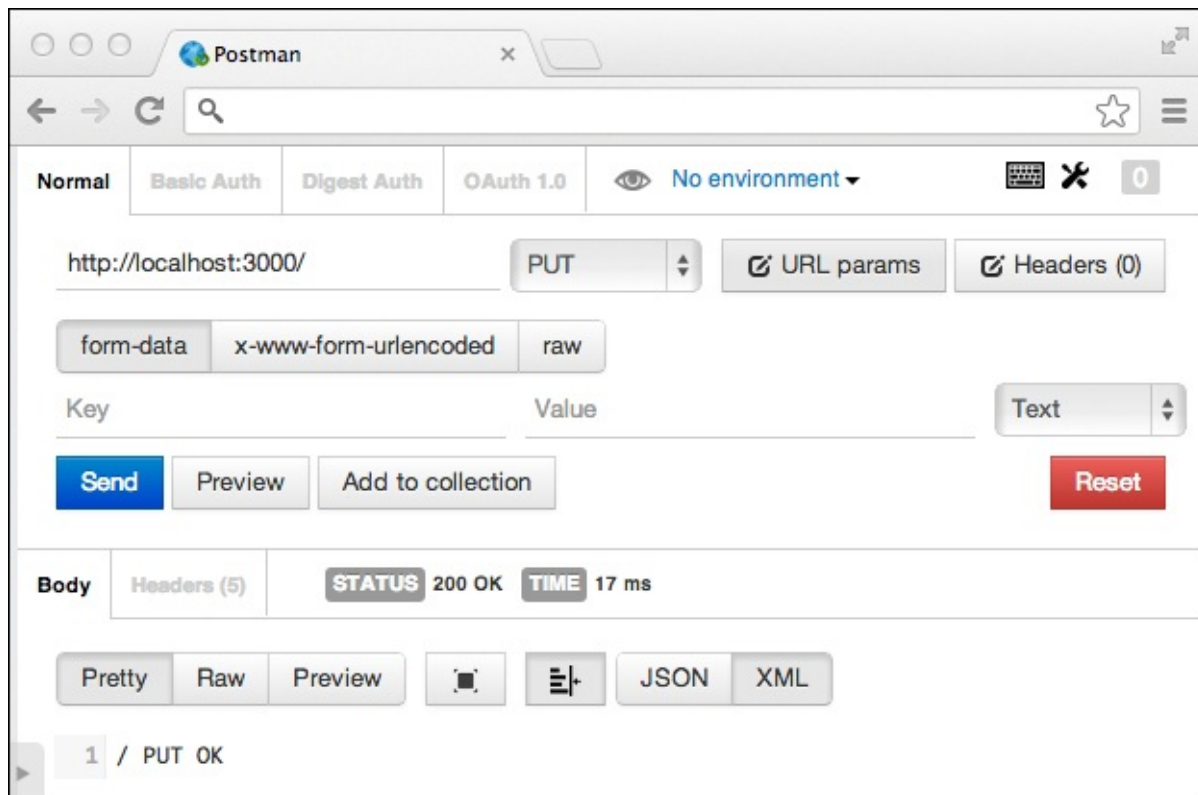 Postman
Normal Basic Auth Digest Auth OAuth 1.0 No environment 0
http://localhost:3000/ PUT URL params Headers (0)
form-data x-www-form-urlencoded raw
Key Value Text
Send Preview Add to collection Reset
Body Headers (5) STATUS 200 OK TIME 17 ms
Pretty Raw Preview JSON XML
1 / PUT OK